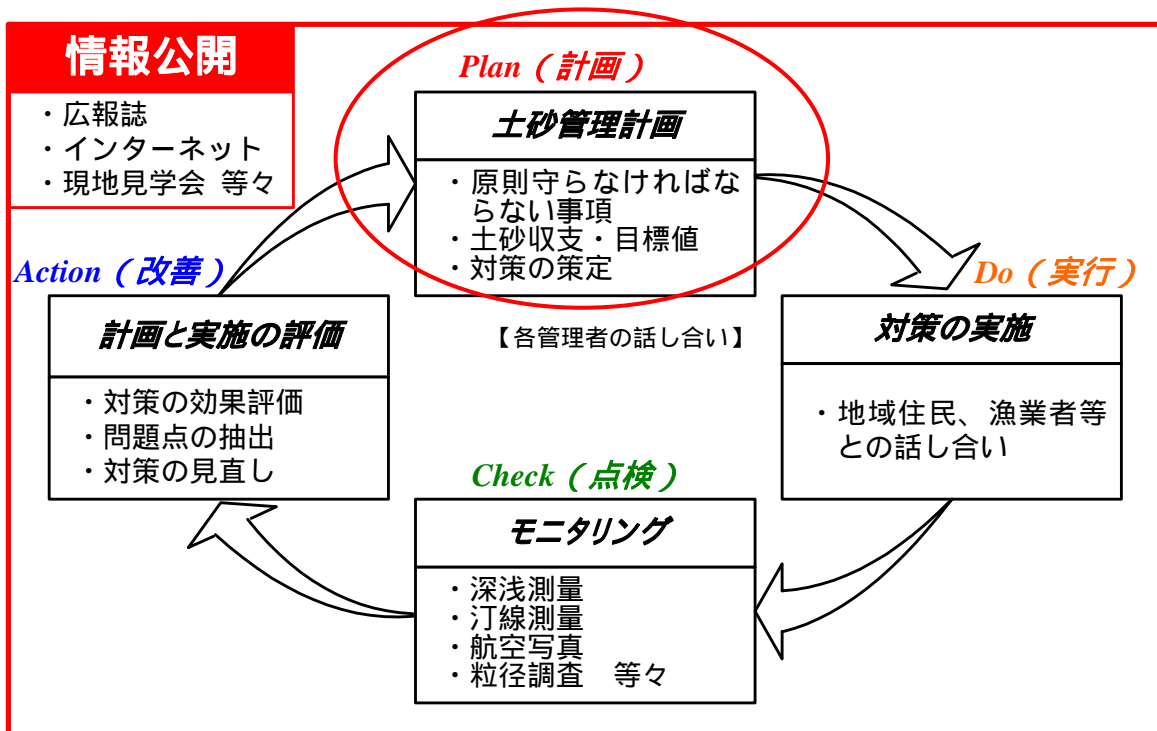 情報公開
・広報誌
・インターネット
・現地見学会 等々
Plan（計画）
土砂管理計画
・原則守らなければな
らない事項
・土砂収支・目標値
・対策の策定
【各管理者の話し合い】
Do（実行）
対策の実施
・地域住民、漁業者等
との話し合い
Check（点検）
モニタリング
・深浅測量
・汀線測量
・航空写真
・粒径調査　等々
Action（改善）
計画と実施の評価
・対策の効果評価
・問題点の抽出
・対策の見直し